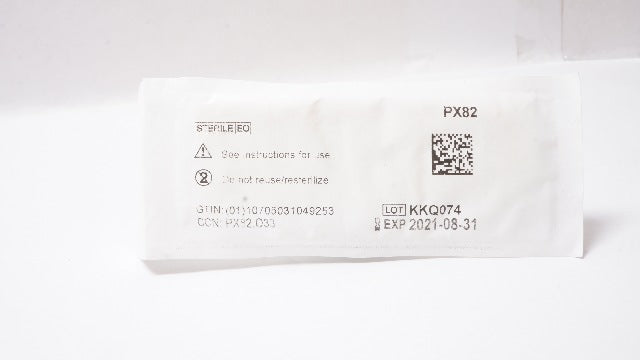 PX82
STERILE EO
See instructions for use
Do not reuse/resterilize
GTIN:(01)10705031049253
CCN: PX82.O33
LOT KKQ074
EXP 2021-08-31